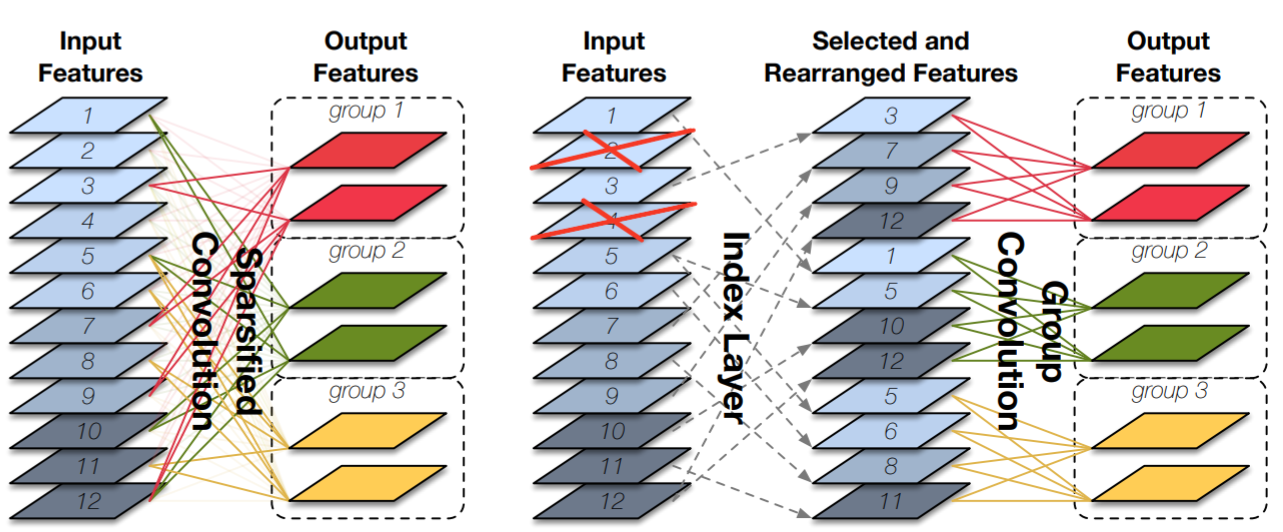 Input
Features
Output
Features
1
2
3
4
5
6
7
8
9
10
11
12
Sparsified
Convolution
group 1
group 2
group 3
Input
Features
Selected and
Rearranged Features
Output
Features
1
2
3
4
5
6
7
8
9
10
11
12
Index Layer
3
7
9
12
1
5
10
12
5
6
8
11
Group
Convolution
group 1
group 2
group 3